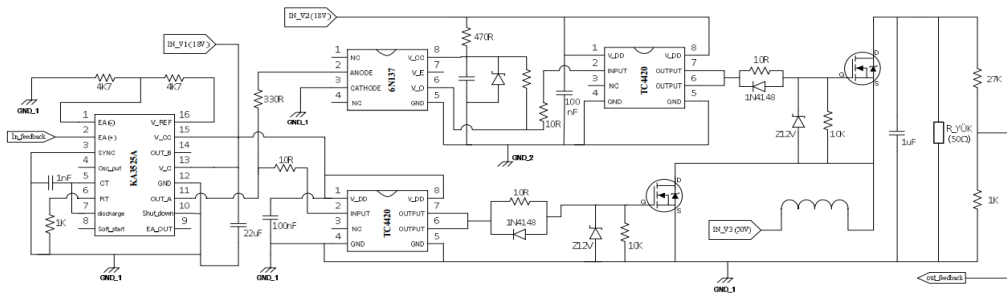 IN_V1(18V)
4K7
4K7
GND_1
In_feedback
KA3525A
1 EA(-)
2 EA(+)
3 SYNC
4 Osc_out
5 CT
6 RT
7 discharge
8 Soft_start
V_REF 16
V_CC 15
OUT_B 14
V_C 13
GND 12
OUT_A 11
Shut_down 10
EA_OUT 9
1nF
1K
GND_1
22uF
330R
10R
100nF
GND_1
IN_V2(18V)
470R
GND_1
6N137
1 NC
2 ANODE
3 CATHODE
4 NC
V_CC 8
V_E 7
V_O 6
GND 5
10R
100
nF
GND_2
TC4420
1 V_DD
2 INPUT
3 NC
4 GND
V_DD 8
OUTPUT 7
OUTPUT 6
GND 5
10R
1N4148
Z12V
10K
G
D
S
TC4420
1 V_DD
2 INPUT
3 NC
4 GND
V_DD 8
OUTPUT 7
OUTPUT 6
GND 5
10R
1N4148
Z12V
10K
G
D
S
IN_V3(50V)
GND_1
1uF
R_YÜK
(50Ω)
27K
1K
out_feedback